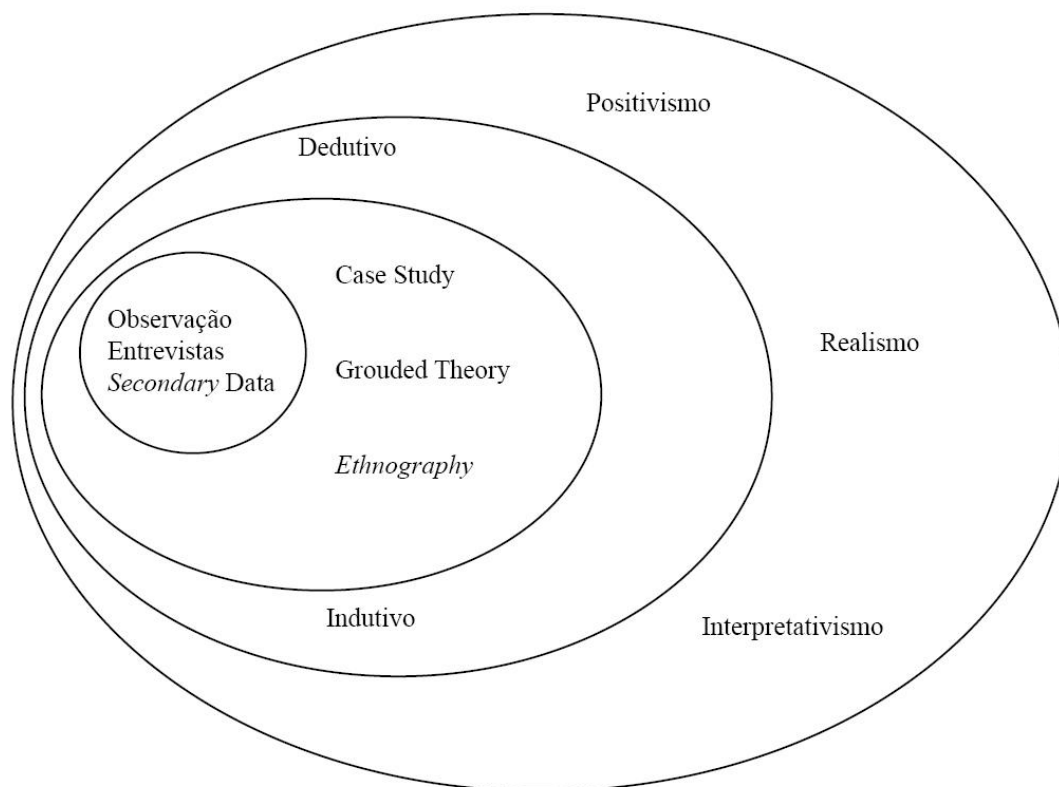 Positivismo
Dedutivo
Case Study
Observação
Entrevistas
Secondary Data
Realismo
Grouded Theory
Ethnography
Indutivo
Interpretativismo